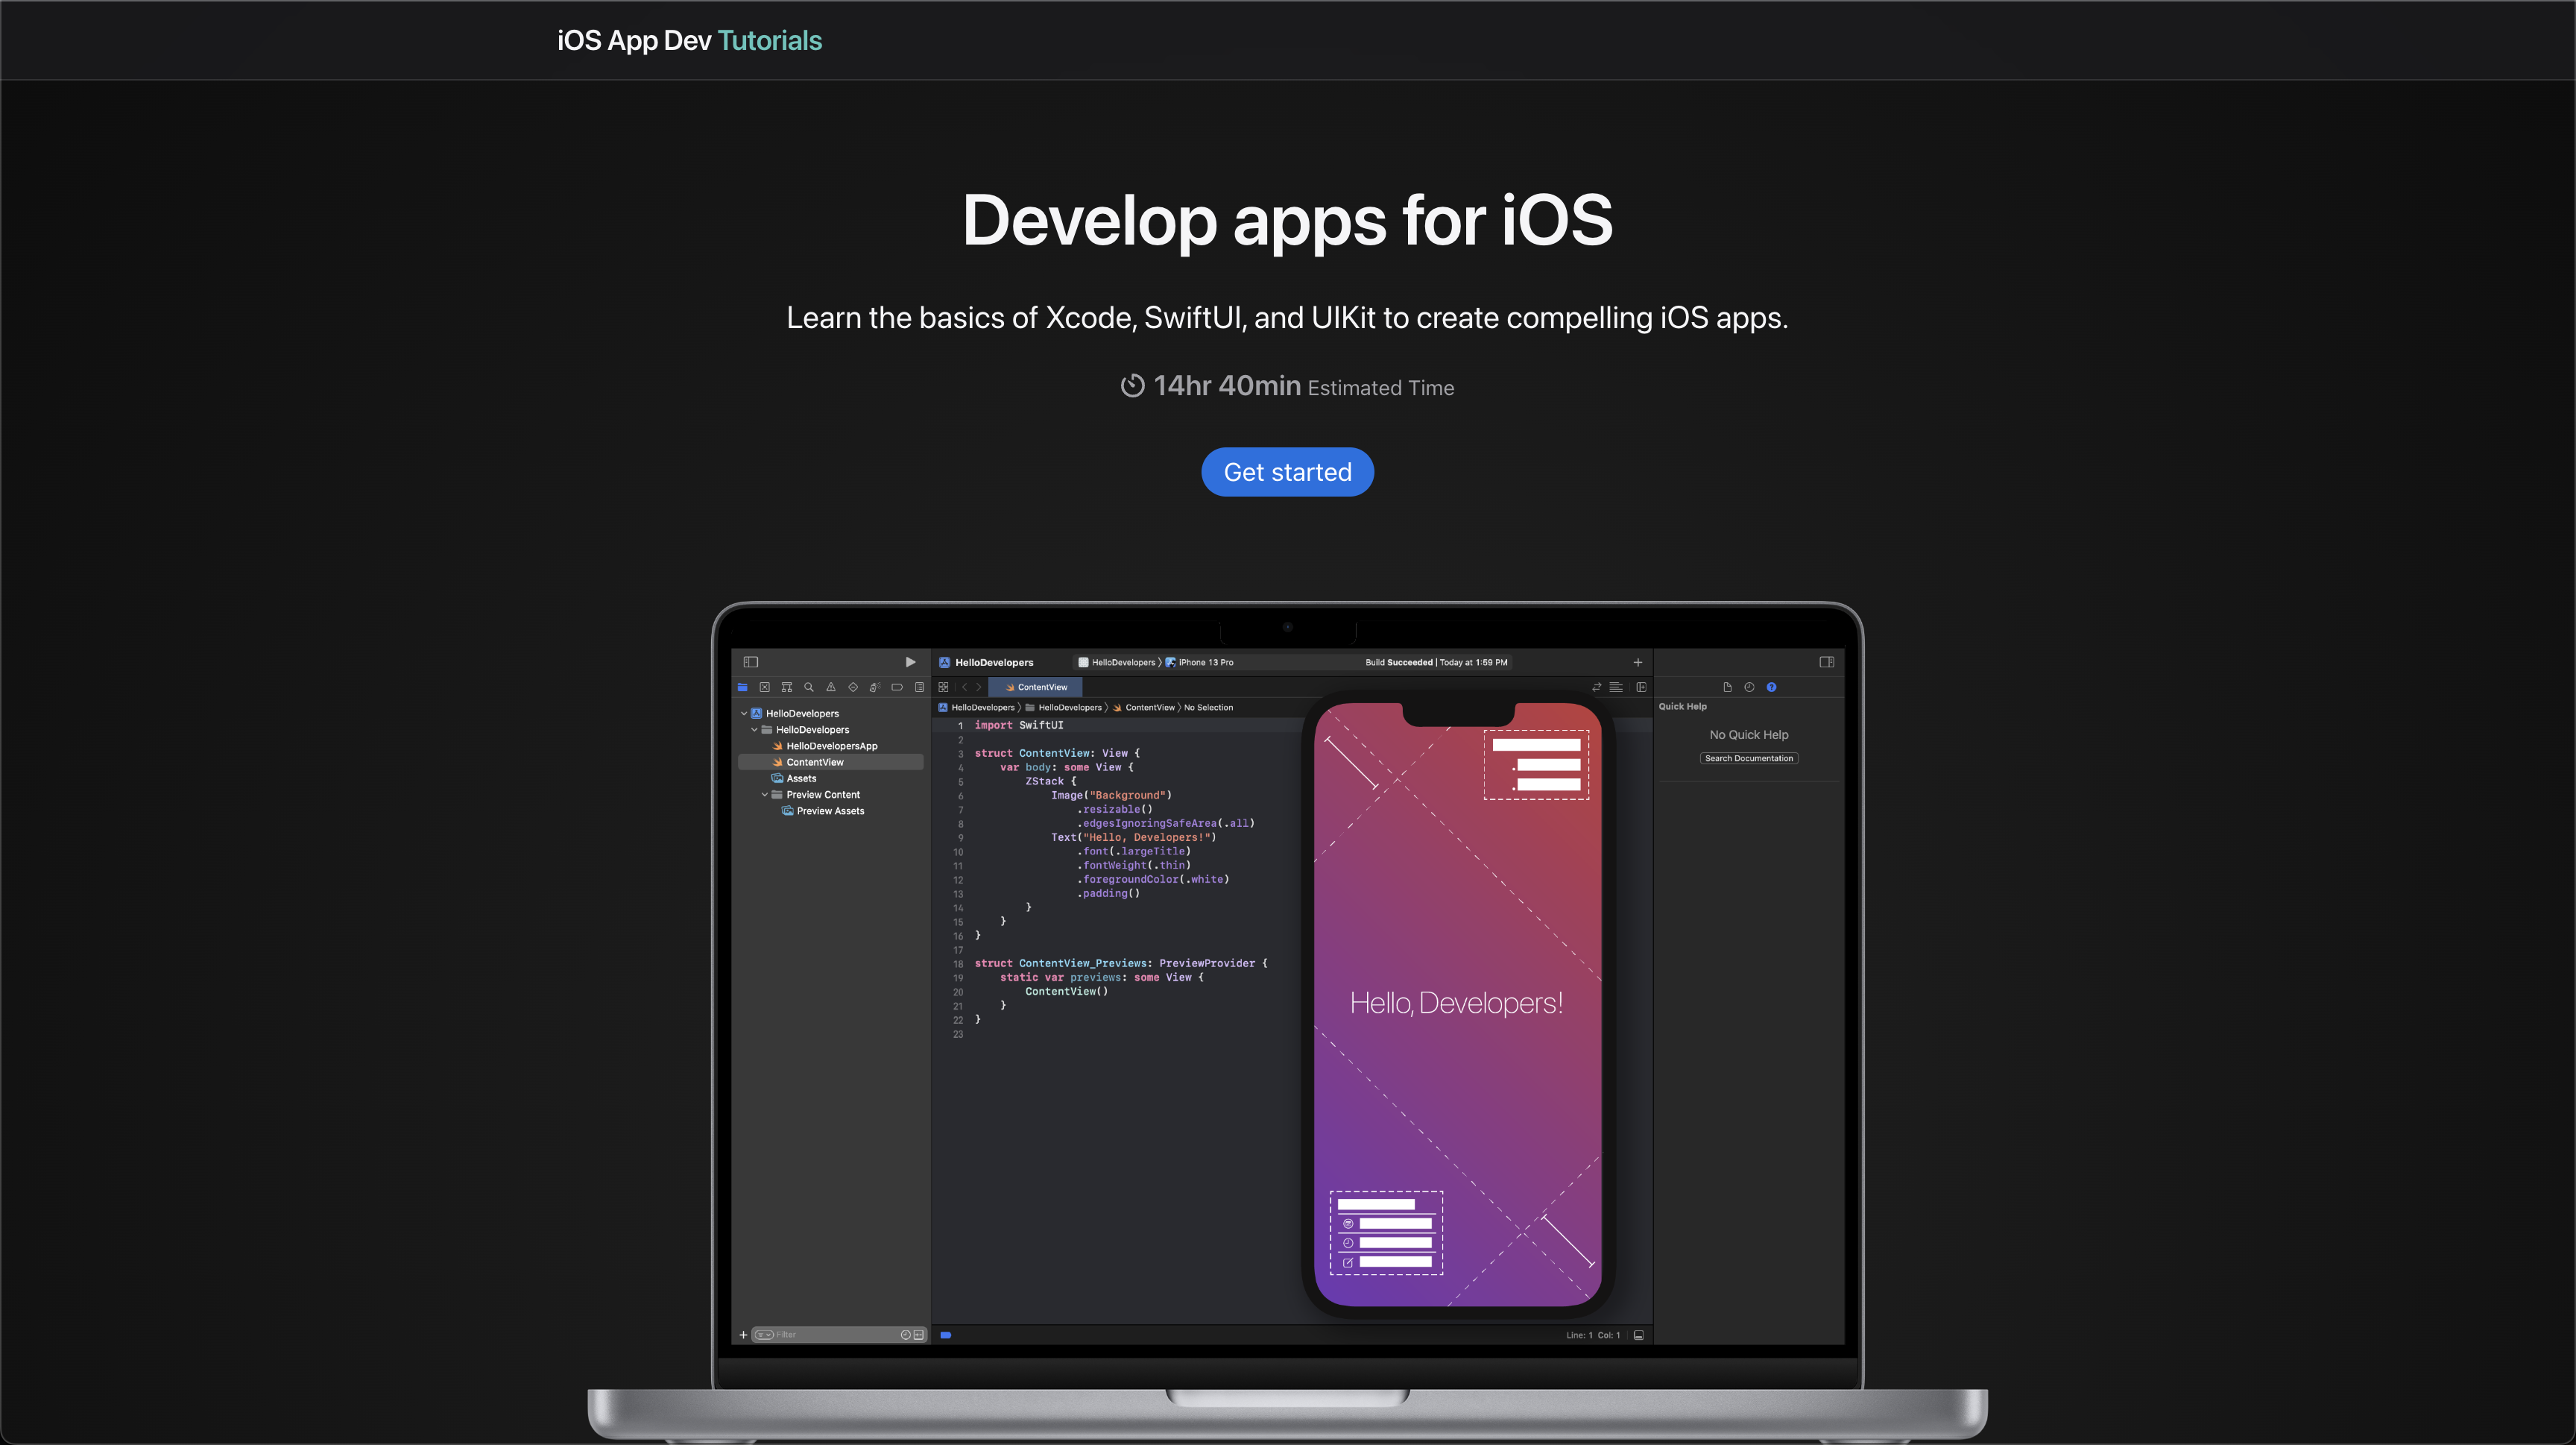 iOS App Dev Tutorials
Develop apps for iOS
Learn the basics of Xcode, SwiftUI, and UIKit to create compelling iOS apps.
14hr 40min Estimated Time
Get started
HelloDevelopers
HelloDevelopers
HelloDevelopersApp
ContentView
Assets
Preview Content
Preview Assets
Filter
HelloDevelopers
HelloDevelopers 〉 iPhone 13 Pro
Build Succeeded | Today at 1:59 PM
ContentView
HelloDevelopers 〉 HelloDevelopers 〉 ContentView 〉 No Selection
1 import SwiftUI
2
3 struct ContentView: View {
4 var body: some View {
5 ZStack {
6 Image("Background")
7 .resizable()
8 .edgesIgnoringSafeArea(.all)
9 Text("Hello, Developers!")
10 .font(.largeTitle)
11 .fontWeight(.thin)
12 .foregroundColor(.white)
13 .padding()
14 }
15 }
16 }
17
18 struct ContentView_Previews: PreviewProvider {
19 static var previews: some View {
20 ContentView()
21 }
22 }
23
Hello, Developers!
Line: 1 Col: 1
Quick Help
No Quick Help
Search Documentation